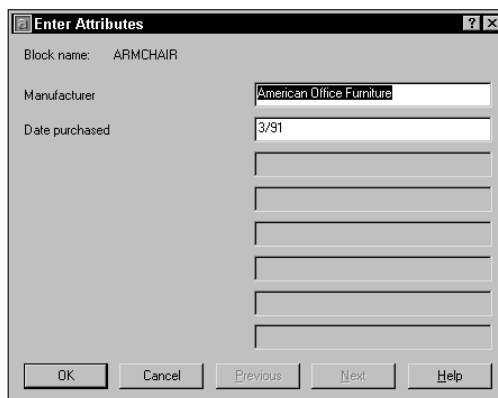 Enter Attributes
Block name: ARMCHAIR
Manufacturer American Office Furniture
Date purchased 3/91
OK Cancel Previous Next Help